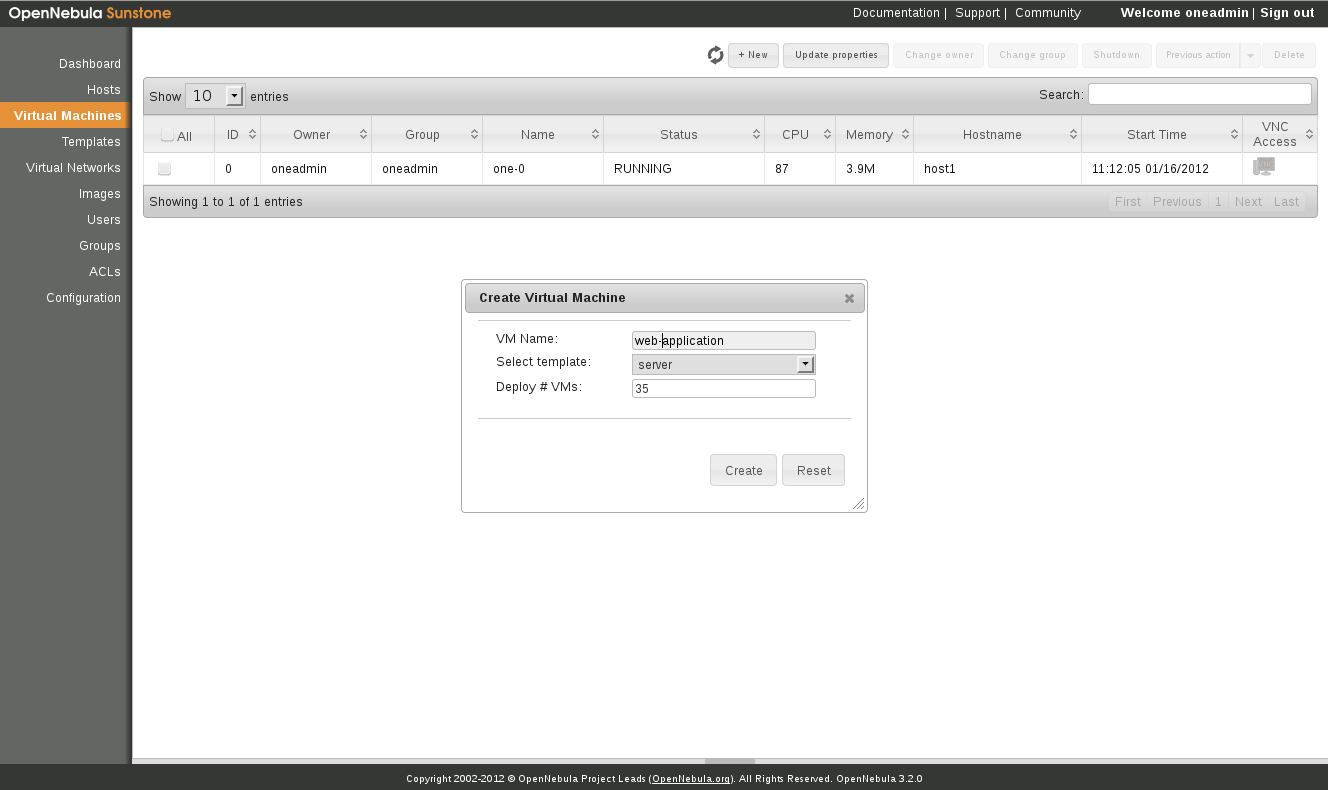 OpenNebula Sunstone
Documentation | Support | Community Welcome oneadmin | Sign out
Dashboard
Hosts
Virtual Machines
Templates
Virtual Networks
Images
Users
Groups
ACLs
Configuration
+ New Update properties Change owner Change group Shutdown Previous action Delete
Show 10 entries Search:
All ID Owner Group Name Status CPU Memory Hostname Start Time VNC Access
0 oneadmin oneadmin one-0 RUNNING 87 3.9M host1 11:12:05 01/16/2012 VNC
Showing 1 to 1 of 1 entries First Previous 1 Next Last
Create Virtual Machine
VM Name: web-application
Select template: server
Deploy # VMs: 35
Create Reset
Copyright 2002-2012 © OpenNebula Project Leads (OpenNebula.org). All Rights Reserved. OpenNebula 3.2.0